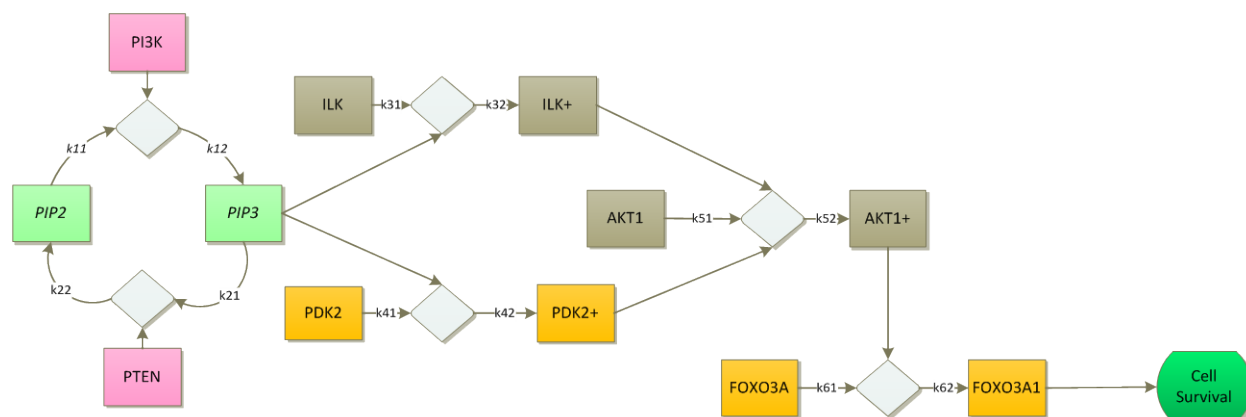 PI3K
ILK
k31
k32
ILK+
k11
k12
PIP2
PIP3
AKT1
k51
k52
AKT1+
k22
k21
PDK2
k41
k42
PDK2+
PTEN
FOXO3A
k61
k62
FOXO3A1
Cell
Survival